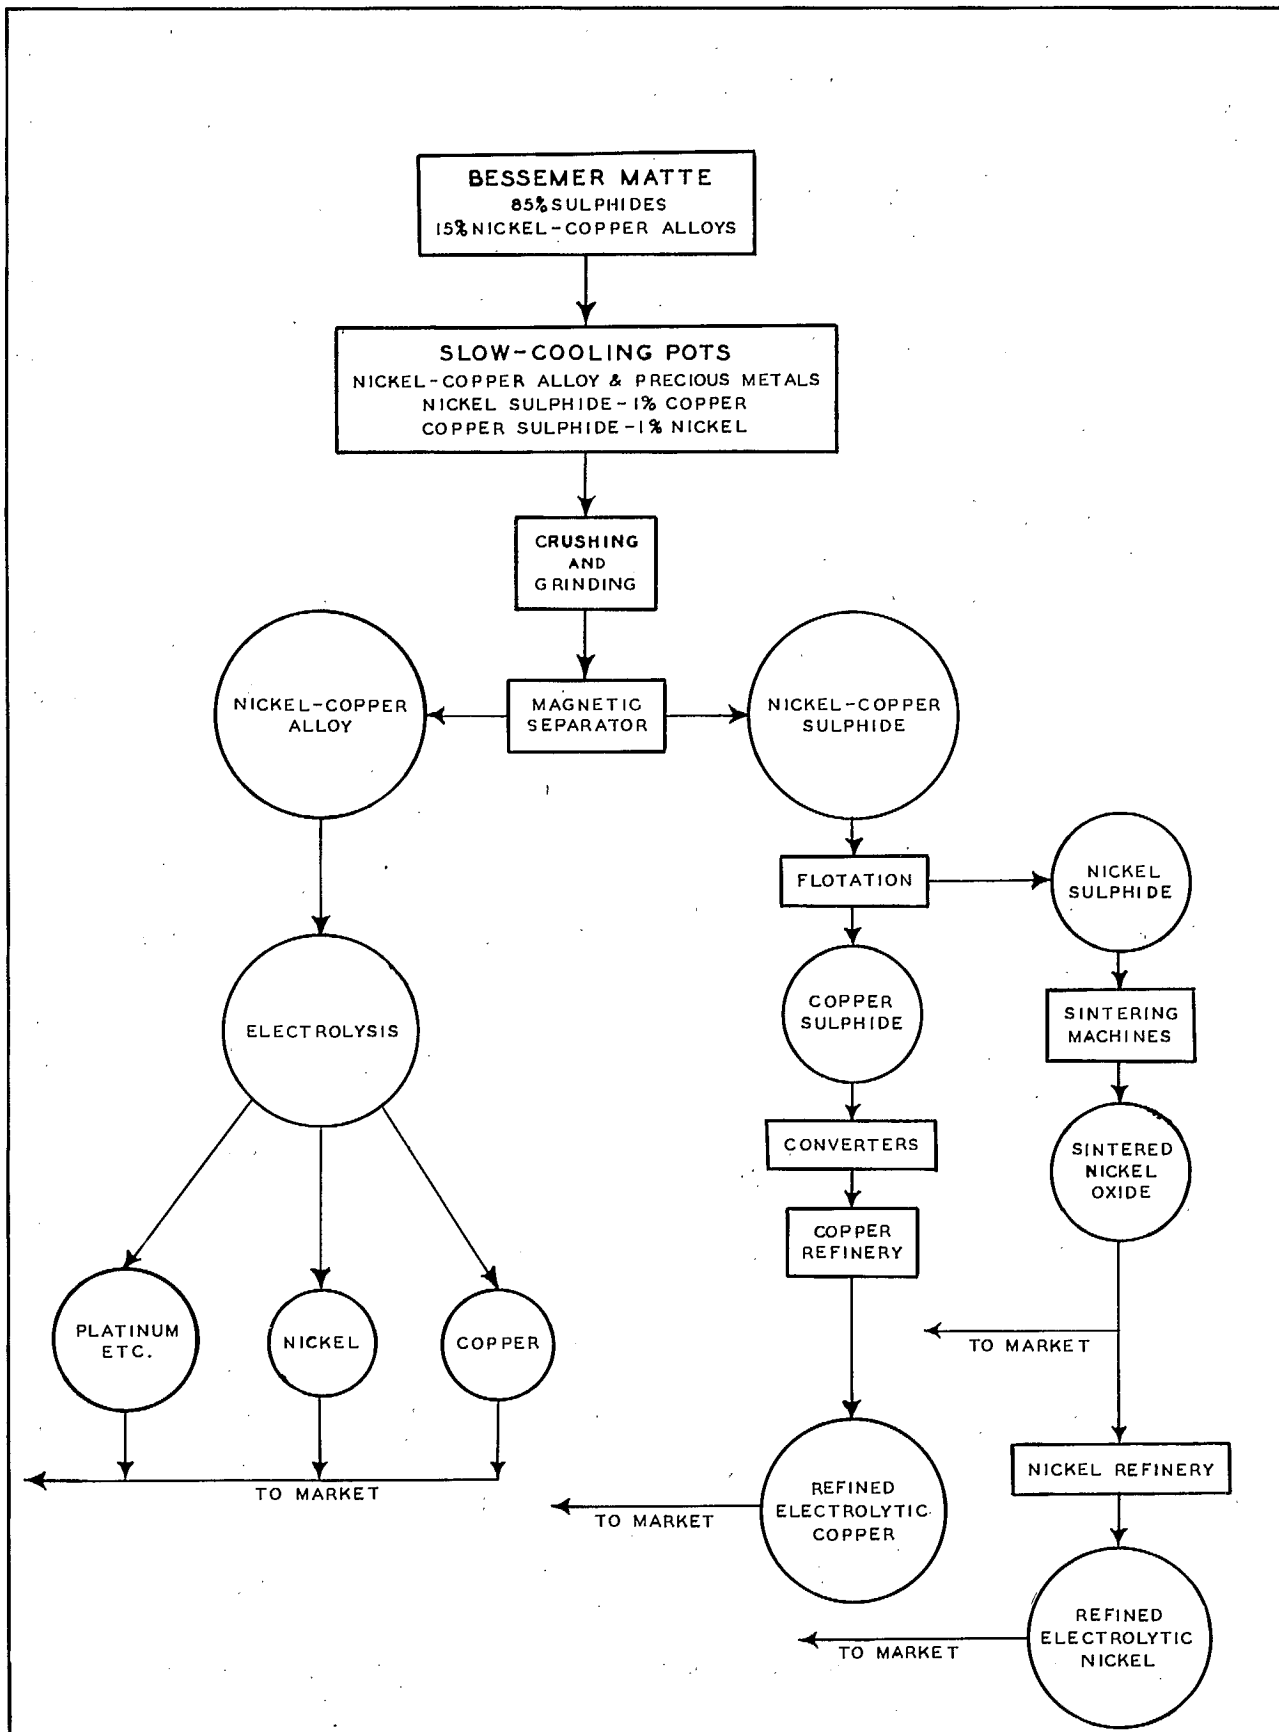 BESSEMER MATTE
85% SULPHIDES
15% NICKEL-COPPER ALLOYS
SLOW-COOLING POTS
NICKEL-COPPER ALLOY & PRECIOUS METALS
NICKEL SULPHIDE-1% COPPER
COPPER SULPHIDE-1% NICKEL
CRUSHING
AND
GRINDING
NICKEL-COPPER
ALLOY
MAGNETIC
SEPARATOR
NICKEL-COPPER
SULPHIDE
FLOTATION
NICKEL
SULPHIDE
ELECTROLYSIS
COPPER
SULPHIDE
SINTERING
MACHINES
CONVERTERS
SINTERED
NICKEL
OXIDE
COPPER
REFINERY
PLATINUM
ETC.
NICKEL
COPPER
TO MARKET
TO MARKET
NICKEL REFINERY
REFINED
ELECTROLYTIC
COPPER
TO MARKET
REFINED
ELECTROLYTIC
NICKEL
TO MARKET